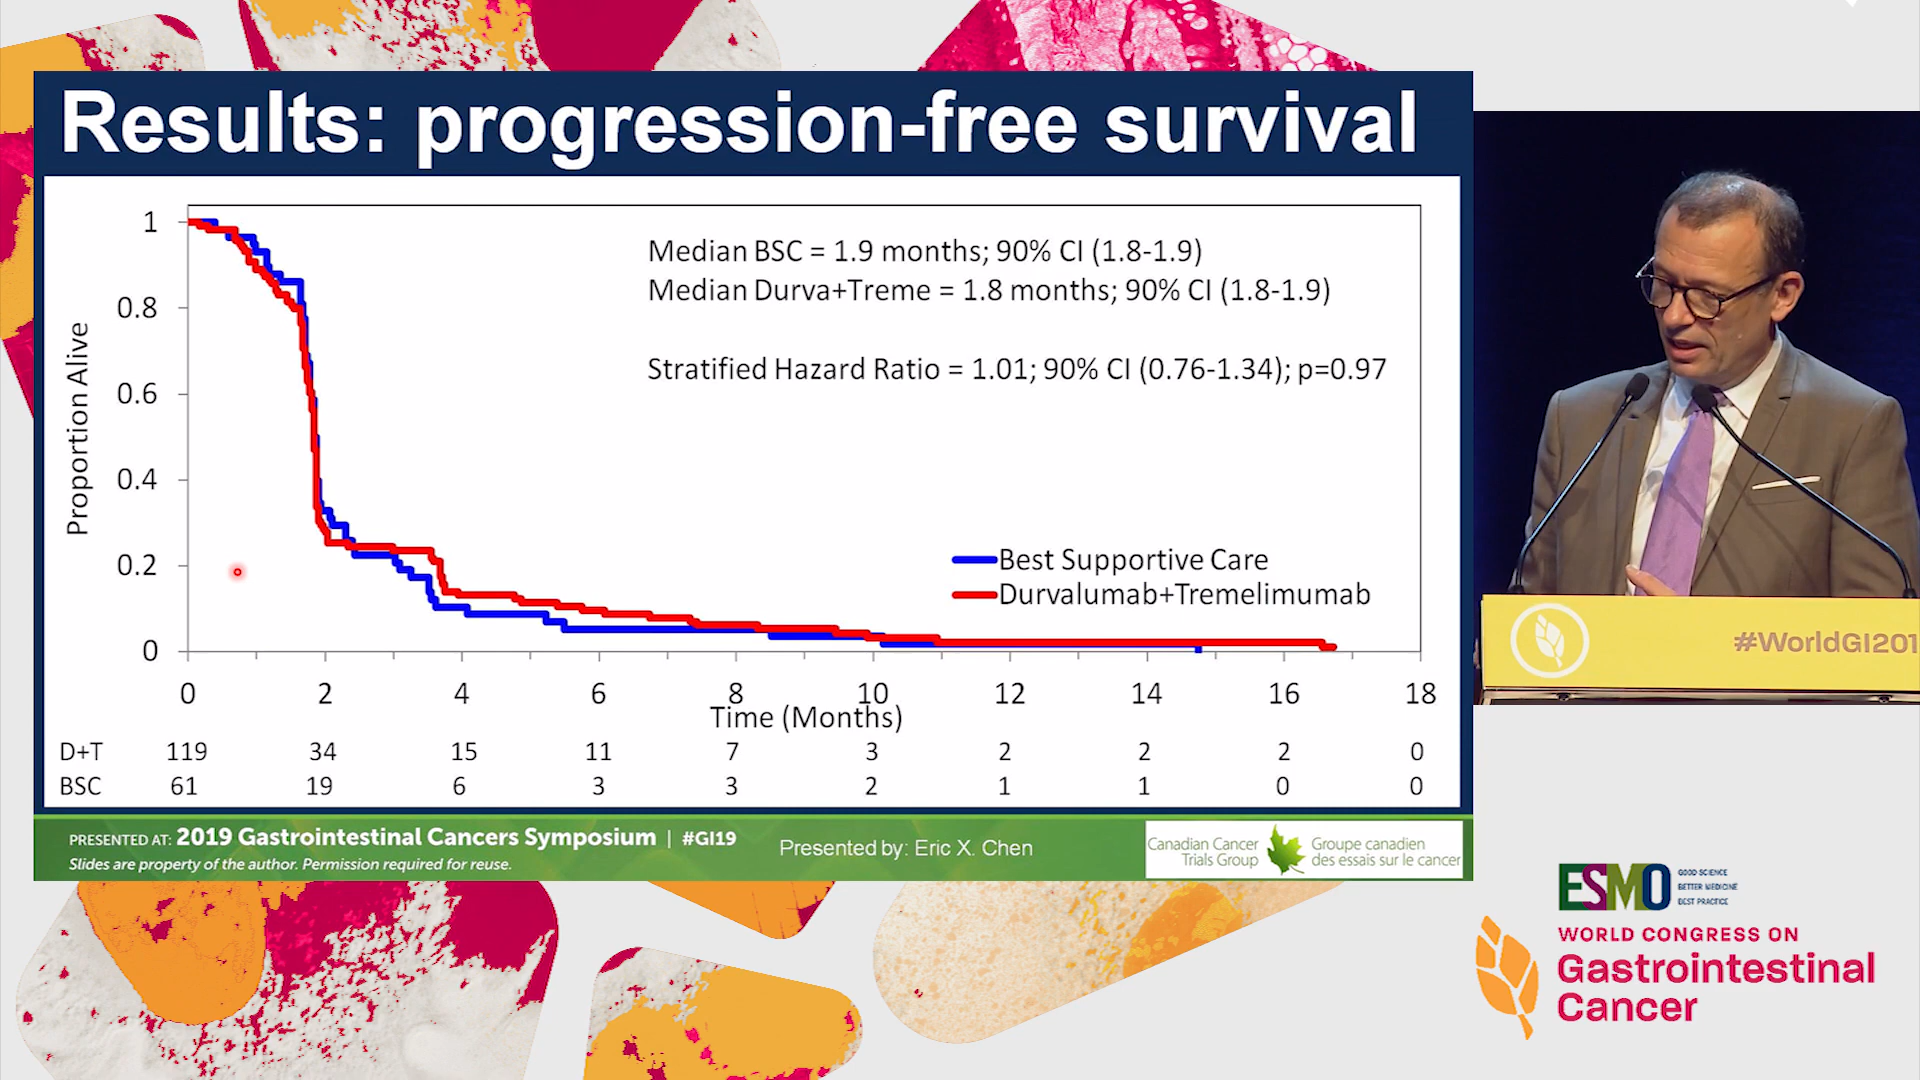 Results: progression-free survival
Median BSC = 1.9 months; 90% CI (1.8-1.9)
Median Durva+Treme = 1.8 months; 90% CI (1.8-1.9)
Stratified Hazard Ratio = 1.01; 90% CI (0.76-1.34); p=0.97
Proportion Alive
1
0.8
0.6
0.4
0.2
0
Best Supportive Care
Durvalumab+Tremelimumab
0 2 4 6 8 10 12 14 16 18
Time (Months)
D+T 119 34 15 11 7 3 2 2 2 0
BSC 61 19 6 3 3 2 1 1 0 0
PRESENTED AT: 2019 Gastrointestinal Cancers Symposium | #GI19
Slides are property of the author. Permission required for reuse.
Presented by: Eric X. Chen
Canadian Cancer
Trials Group
Groupe canadien
des essais sur le cancer
#WorldGI201
ESMO
GOOD SCIENCE
BETTER MEDICINE
BEST PRACTICE
WORLD CONGRESS ON
Gastrointestinal
Cancer